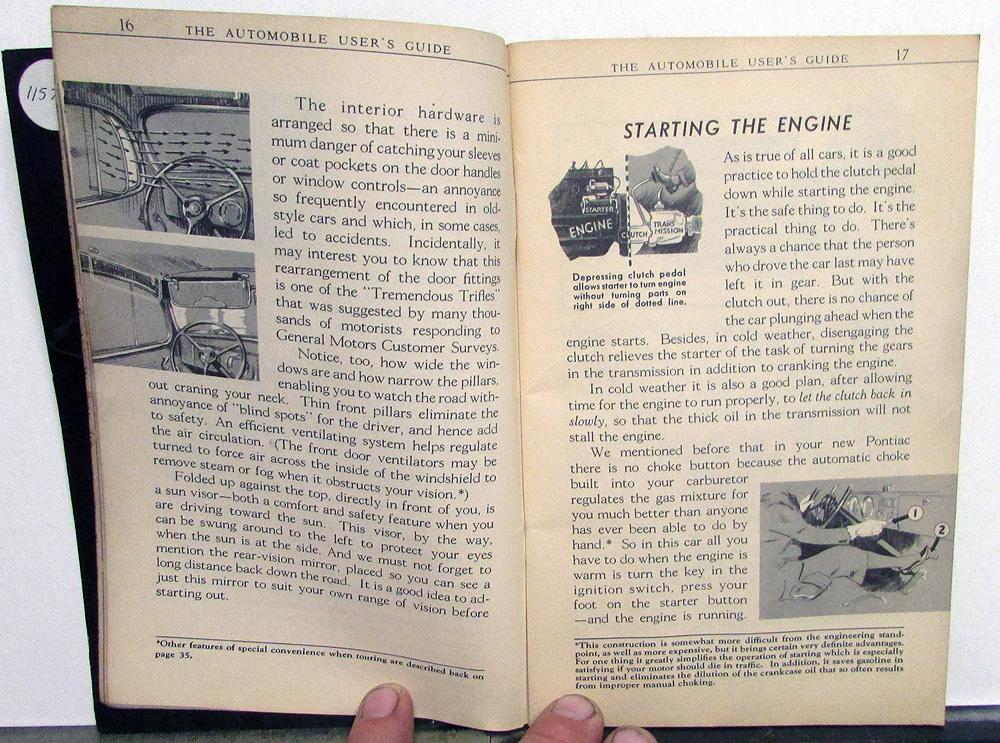 1157
16
THE AUTOMOBILE USER'S GUIDE
The interior hardware is
arranged so that there is a mini-
mum danger of catching your sleeves
or coat pockets on the door handles
or window controls—an annoyance
so frequently encountered in old-
style cars and which, in some cases,
led to accidents. Incidentally, it
may interest you to know that this
rearrangement of the door fittings
is one of the "Tremendous Trifles"
that was suggested by many thou-
sands of motorists responding to
General Motors Customer Surveys.
Notice, too, how wide the win-
dows are and how narrow the pillars,
enabling you to watch the road with-
out craning your neck. Thin front pillars eliminate the
annoyance of "blind spots" for the driver, and hence add
to safety. An efficient ventilating system helps regulate
the air circulation. (The front door ventilators may be
turned to force air across the inside of the windshield to
remove steam or fog when it obstructs your vision.*)
Folded up against the top, directly in front of you, is
a sun visor—both a comfort and safety feature when you
are driving toward the sun. This visor, by the way,
can be swung around to the left to protect your eyes
when the sun is at the side. And we must not forget to
mention the rear-vision mirror, placed so you can see a
long distance back down the road. It is a good idea to ad-
just this mirror to suit your own range of vision before
starting out.
*Other features of special convenience when touring are described back on
page 35.
THE AUTOMOBILE USER'S GUIDE
17
STARTING THE ENGINE
STARTER
ENGINE
CLUTCH
TRANS
MISSION
Depressing clutch pedal
allows starter to turn engine
without turning parts on
right side of dotted line.
As is true of all cars, it is a good
practice to hold the clutch pedal
down while starting the engine.
It's the safe thing to do. It's the
practical thing to do. There's
always a chance that the person
who drove the car last may have
left it in gear. But with the
clutch out, there is no chance of
the car plunging ahead when the
engine starts. Besides, in cold weather, disengaging the
clutch relieves the starter of the task of turning the gears
in the transmission in addition to cranking the engine.
In cold weather it is also a good plan, after allowing
time for the engine to run properly, to let the clutch back in
slowly, so that the thick oil in the transmission will not
stall the engine.
We mentioned before that in your new Pontiac
there is no choke button because the automatic choke
built into your carburetor
regulates the gas mixture for
you much better than anyone
has ever been able to do by
hand.* So in this car all you
have to do when the engine is
warm is turn the key in the
ignition switch, press your
foot on the starter button
—and the engine is running.
1
2
*This construction is somewhat more difficult from the engineering stand-
point, as well as more expensive, but it brings certain very definite advantages.
For one thing it greatly simplifies the operation of starting which is especially
satisfying if your motor should die in traffic. In addition, it saves gasoline in
starting and eliminates the dilution of the crankcase oil that so often results
from improper manual choking.